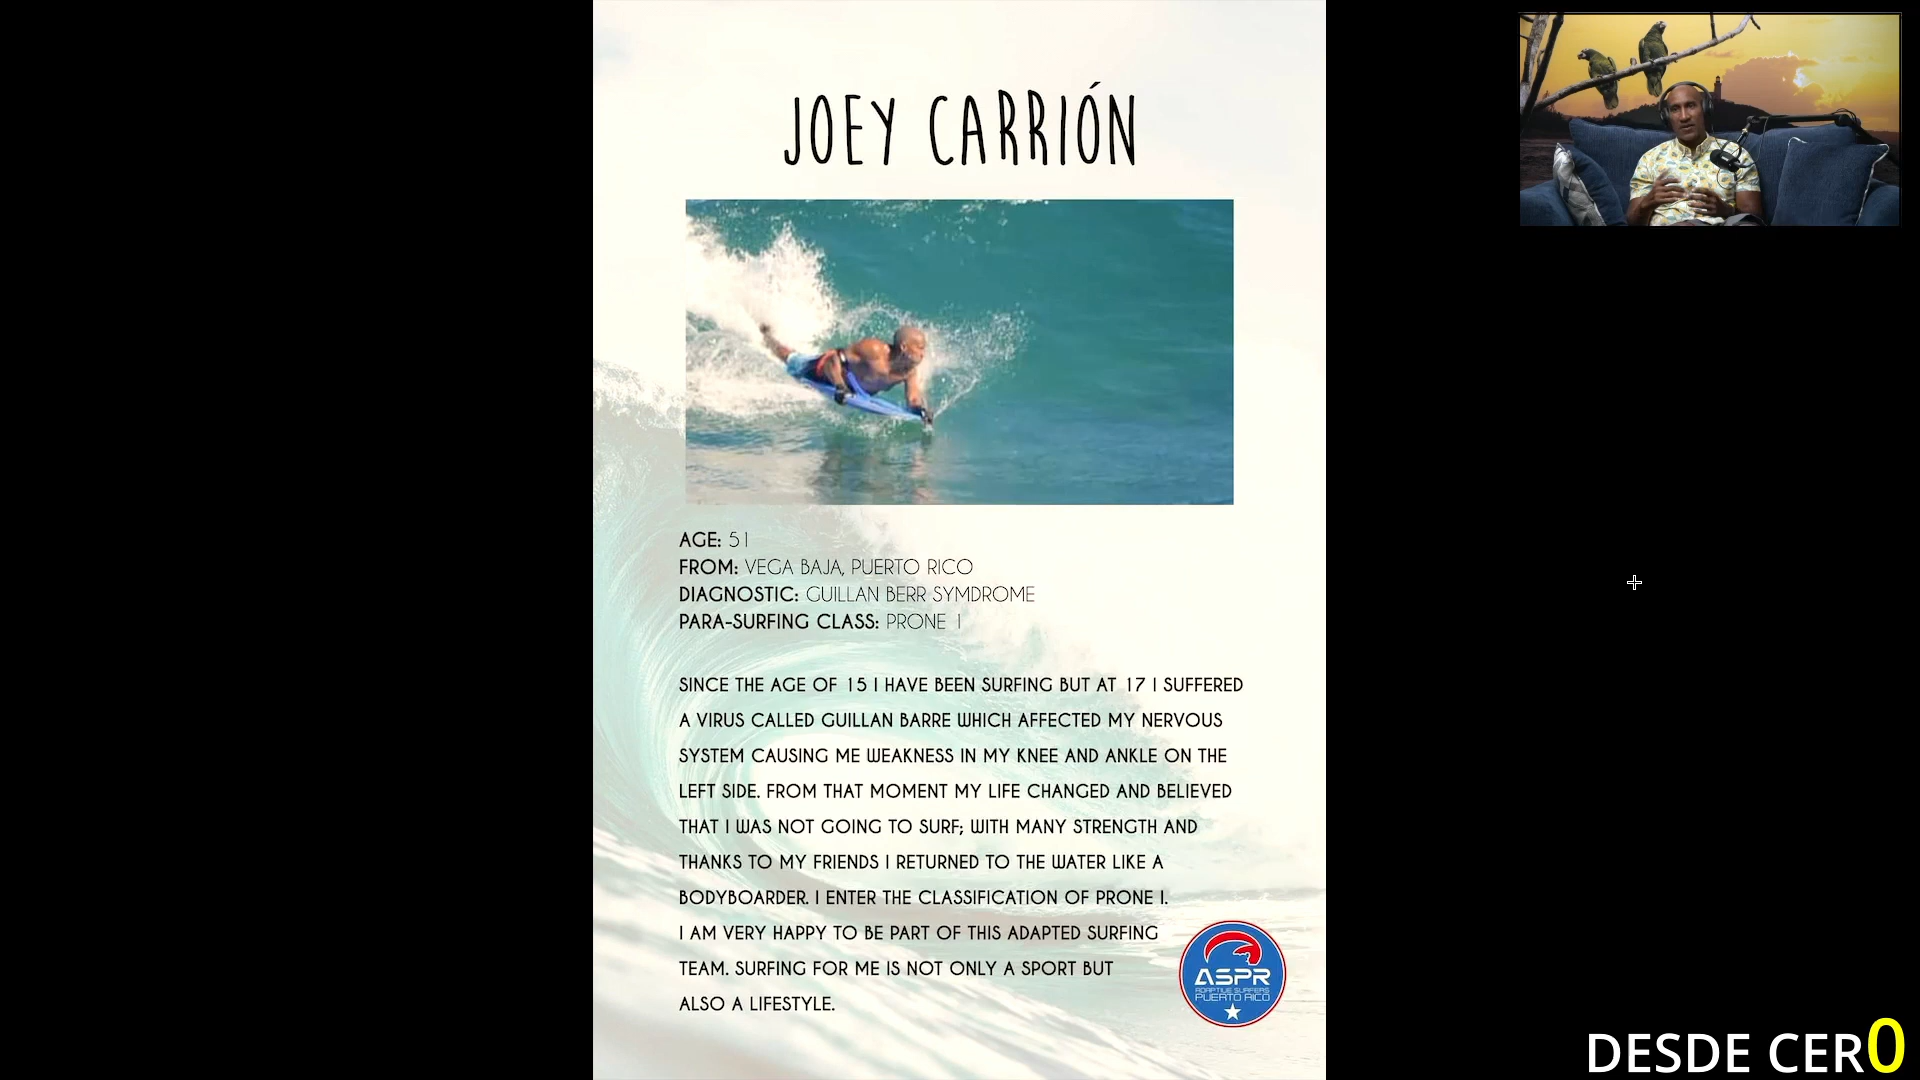 JOEY CARRIÓN
AGE: 51
FROM: VEGA BAJA, PUERTO RICO
DIAGNOSTIC: GUILLAN BERR SYMDROME
PARA-SURFING CLASS: PRONE 1
SINCE THE AGE OF 15 I HAVE BEEN SURFING BUT AT 17 I SUFFERED
A VIRUS CALLED GUILLAN BARRE WHICH AFFECTED MY NERVOUS
SYSTEM CAUSING ME WEAKNESS IN MY KNEE AND ANKLE ON THE
LEFT SIDE. FROM THAT MOMENT MY LIFE CHANGED AND BELIEVED
THAT I WAS NOT GOING TO SURF; WITH MANY STRENGTH AND
THANKS TO MY FRIENDS I RETURNED TO THE WATER LIKE A
BODYBOARDER. I ENTER THE CLASSIFICATION OF PRONE 1.
I AM VERY HAPPY TO BE PART OF THIS ADAPTED SURFING
TEAM. SURFING FOR ME IS NOT ONLY A SPORT BUT
ALSO A LIFESTYLE.
ASPR
ADAPTIVE SURFERS
PUERTO RICO
DESDE CER0